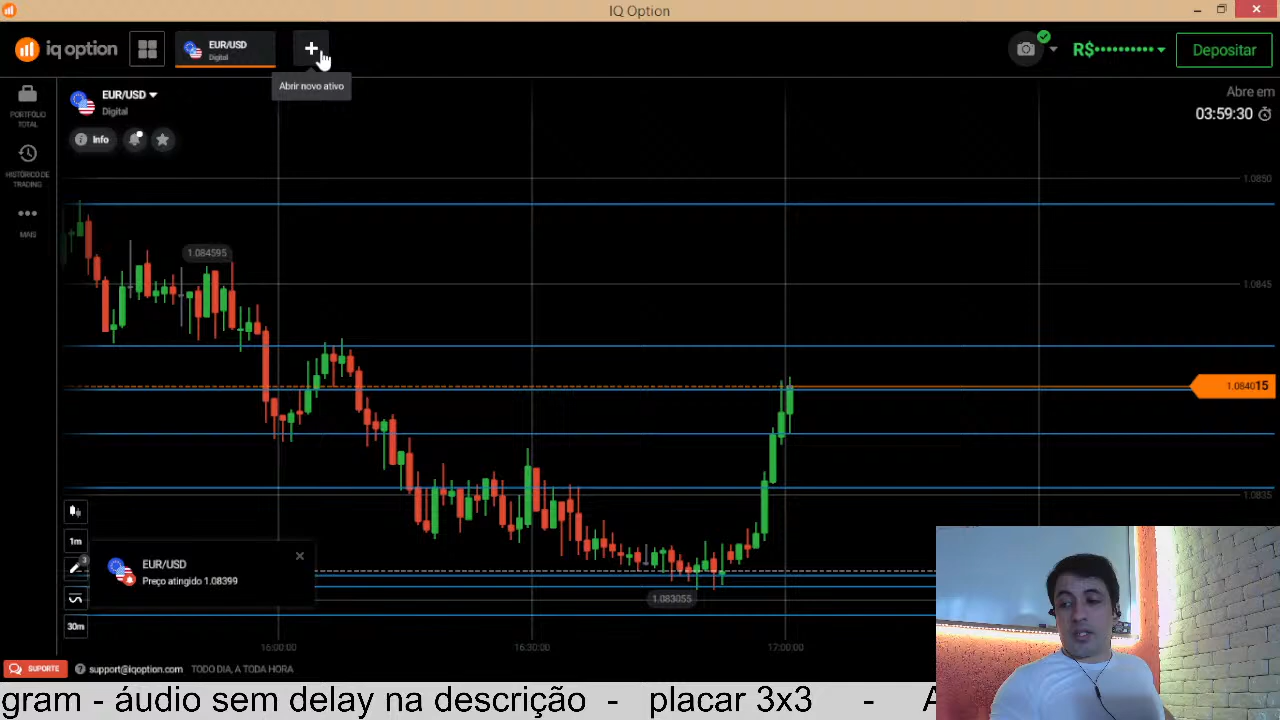 IQ Option
iq option
EUR/USD
Digital
+
Abrir novo ativo
R$••••••••••
Depositar
PORTFÓLIO
TOTAL
HISTÓRICO DE
TRADING
MAIS
EUR/USD
Digital
Info
Abre em
03:59:30
1.0850
1.084595
1.0845
1.084015
1.0835
1.083055
1m
3
30m
EUR/USD
Preço atingido 1.08399
16:00:00
16:30:00
17:00:00
SUPORTE
support@iqoption.com
TODO DIA, A TODA HORA
gram - áudio sem delay na descrição - placar 3x3 - A